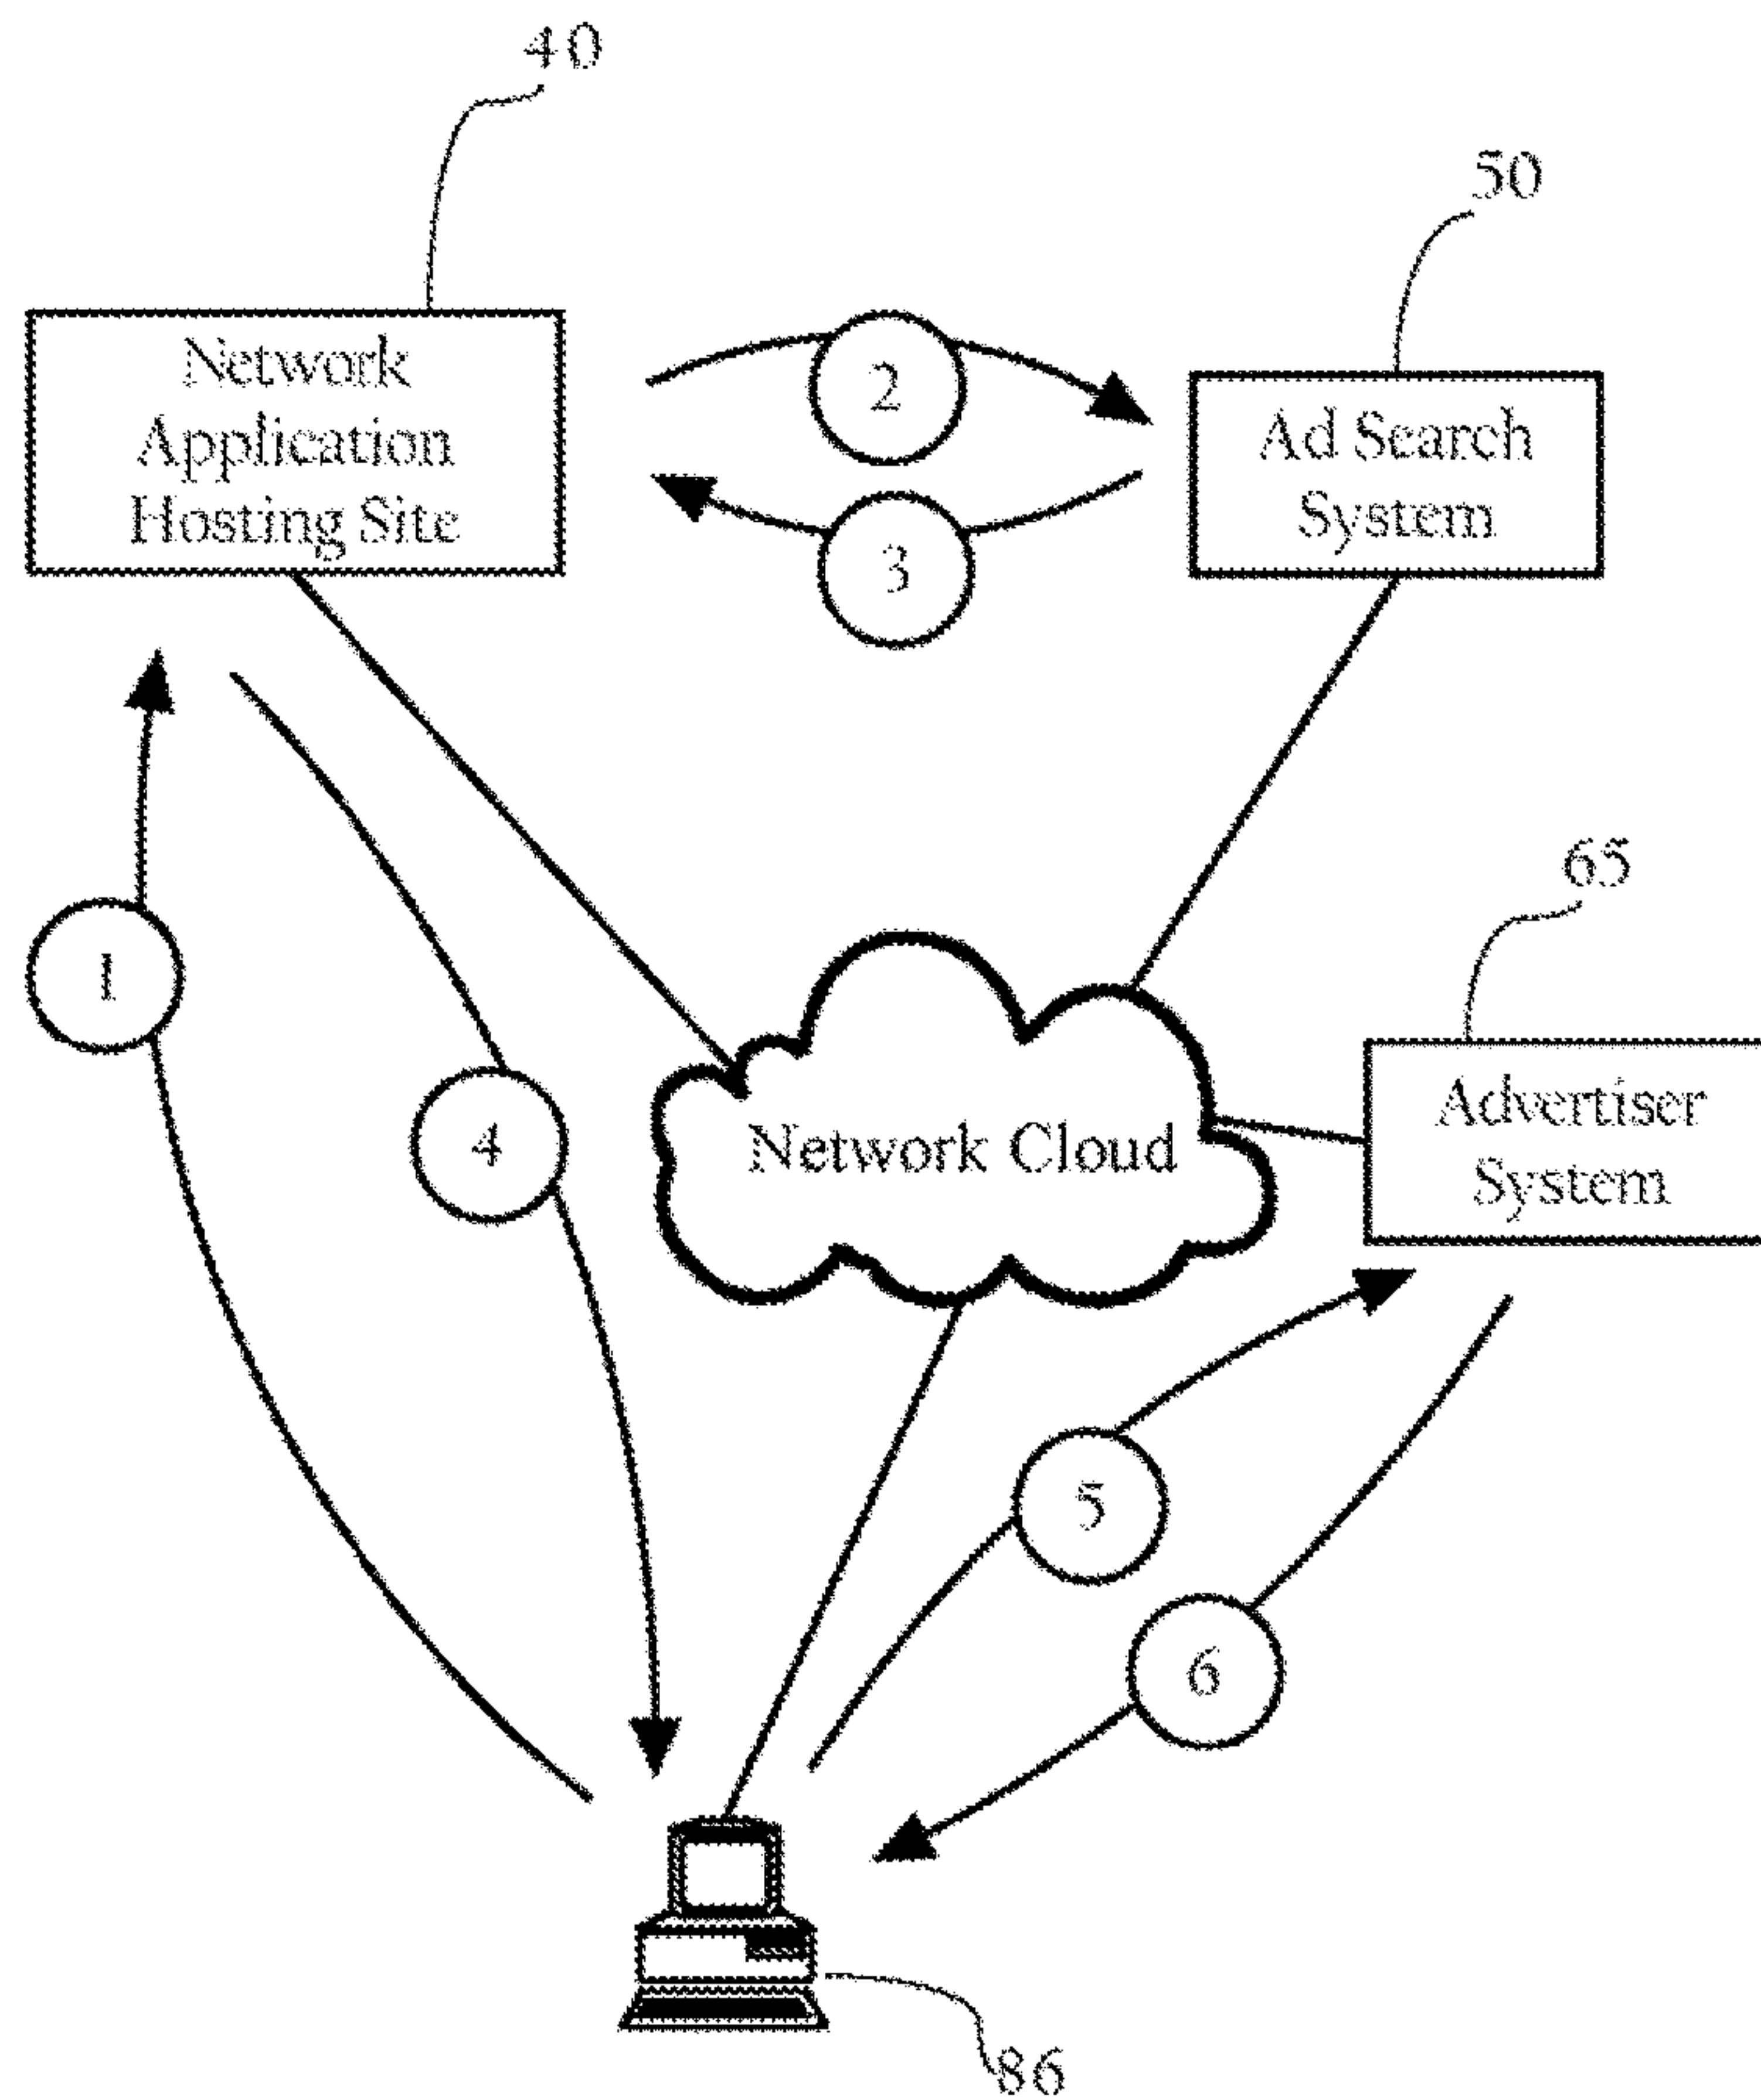 40
50
Network
Application
Hosting Site
2
Ad Search
System
3
65
1
4
Network Cloud
Advertiser
System
5
6
86